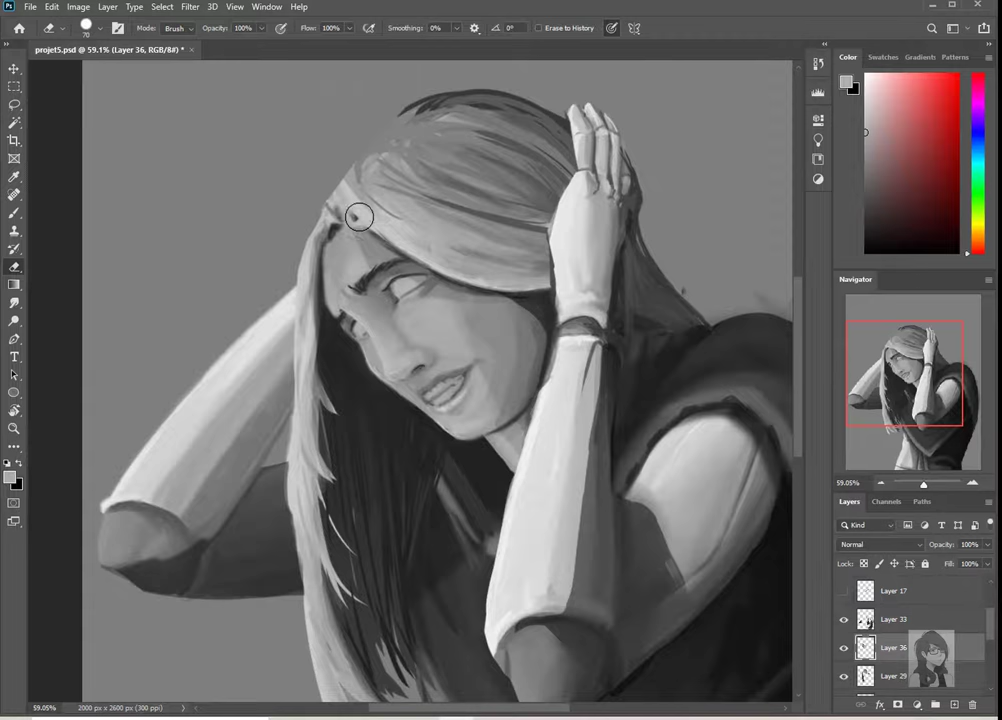 Ps File Edit Image Layer Type Select Filter 3D View Window Help
70 Mode: Brush Opacity: 100% Flow: 100% Smoothing: 0% 0° Erase to History
projet5.psd @ 59.1% (Layer 36, RGB/8#) * ×
Color Swatches Gradients Patterns
Navigator
59.05%
Layers Channels Paths
Kind
Normal Opacity: 100%
Lock: Fill: 100%
Layer 17
Layer 33
Layer 36
Layer 29
59.05% 2000 px x 2600 px (300 ppi)